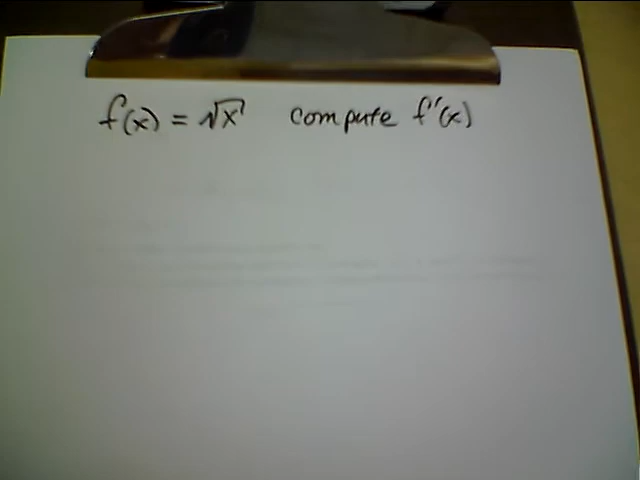 f(x) = √x compute f'(x)